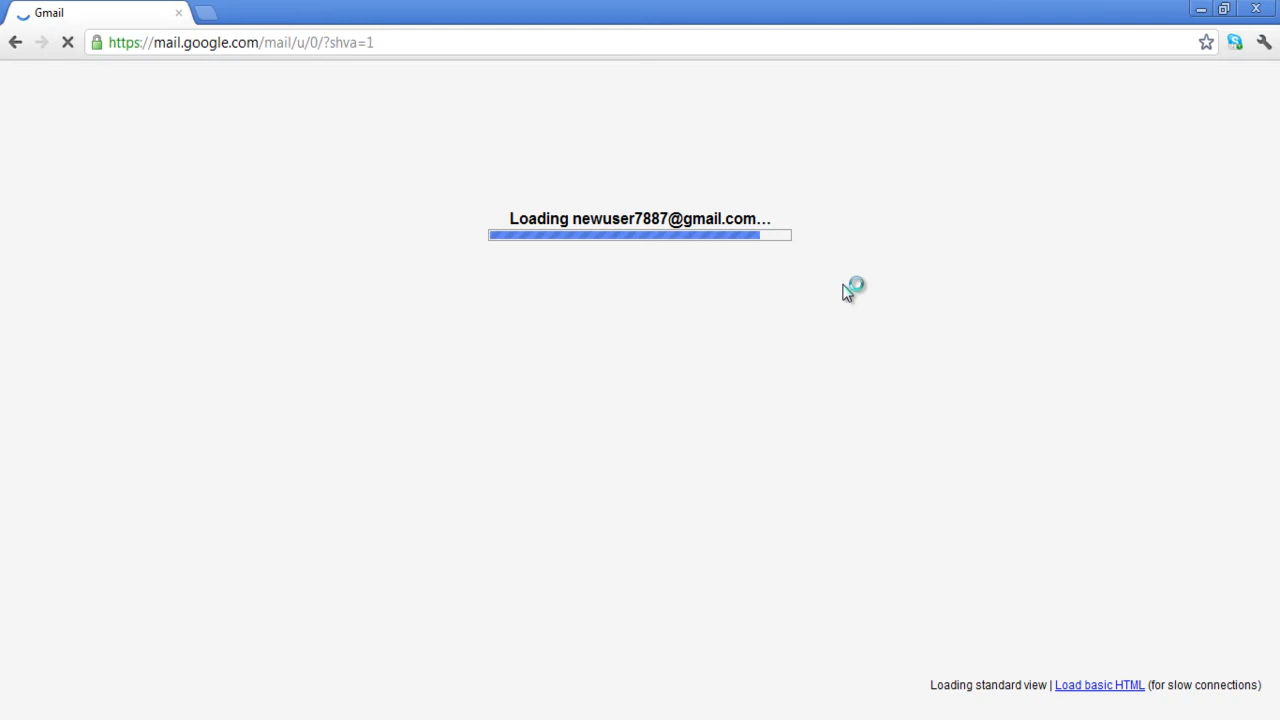 Gmail
https://mail.google.com/mail/u/0/?shva=1
Loading newuser7887@gmail.com...
Loading standard view | Load basic HTML (for slow connections)